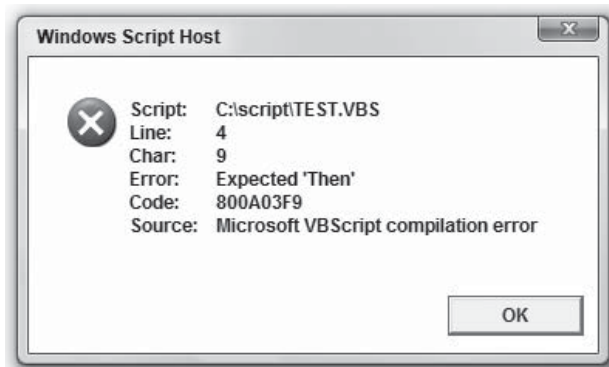 Windows Script Host
Script: C:\script\TEST.VBS
Line: 4
Char: 9
Error: Expected 'Then'
Code: 800A03F9
Source: Microsoft VBScript compilation error
OK